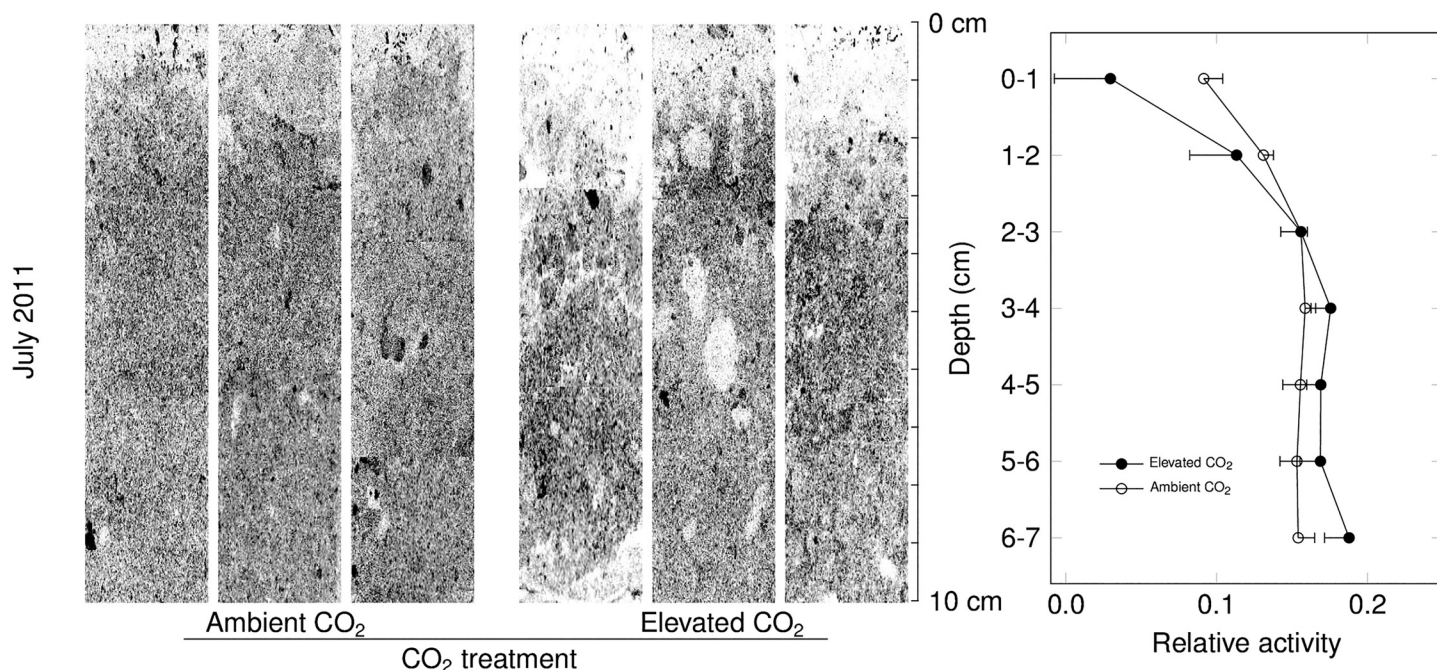 July 2011
Ambient CO₂
Elevated CO₂
CO₂ treatment
0 cm
10 cm
Depth (cm)
0-1
1-2
2-3
3-4
4-5
5-6
6-7
Elevated CO₂
Ambient CO₂
0.0 0.1 0.2
Relative activity